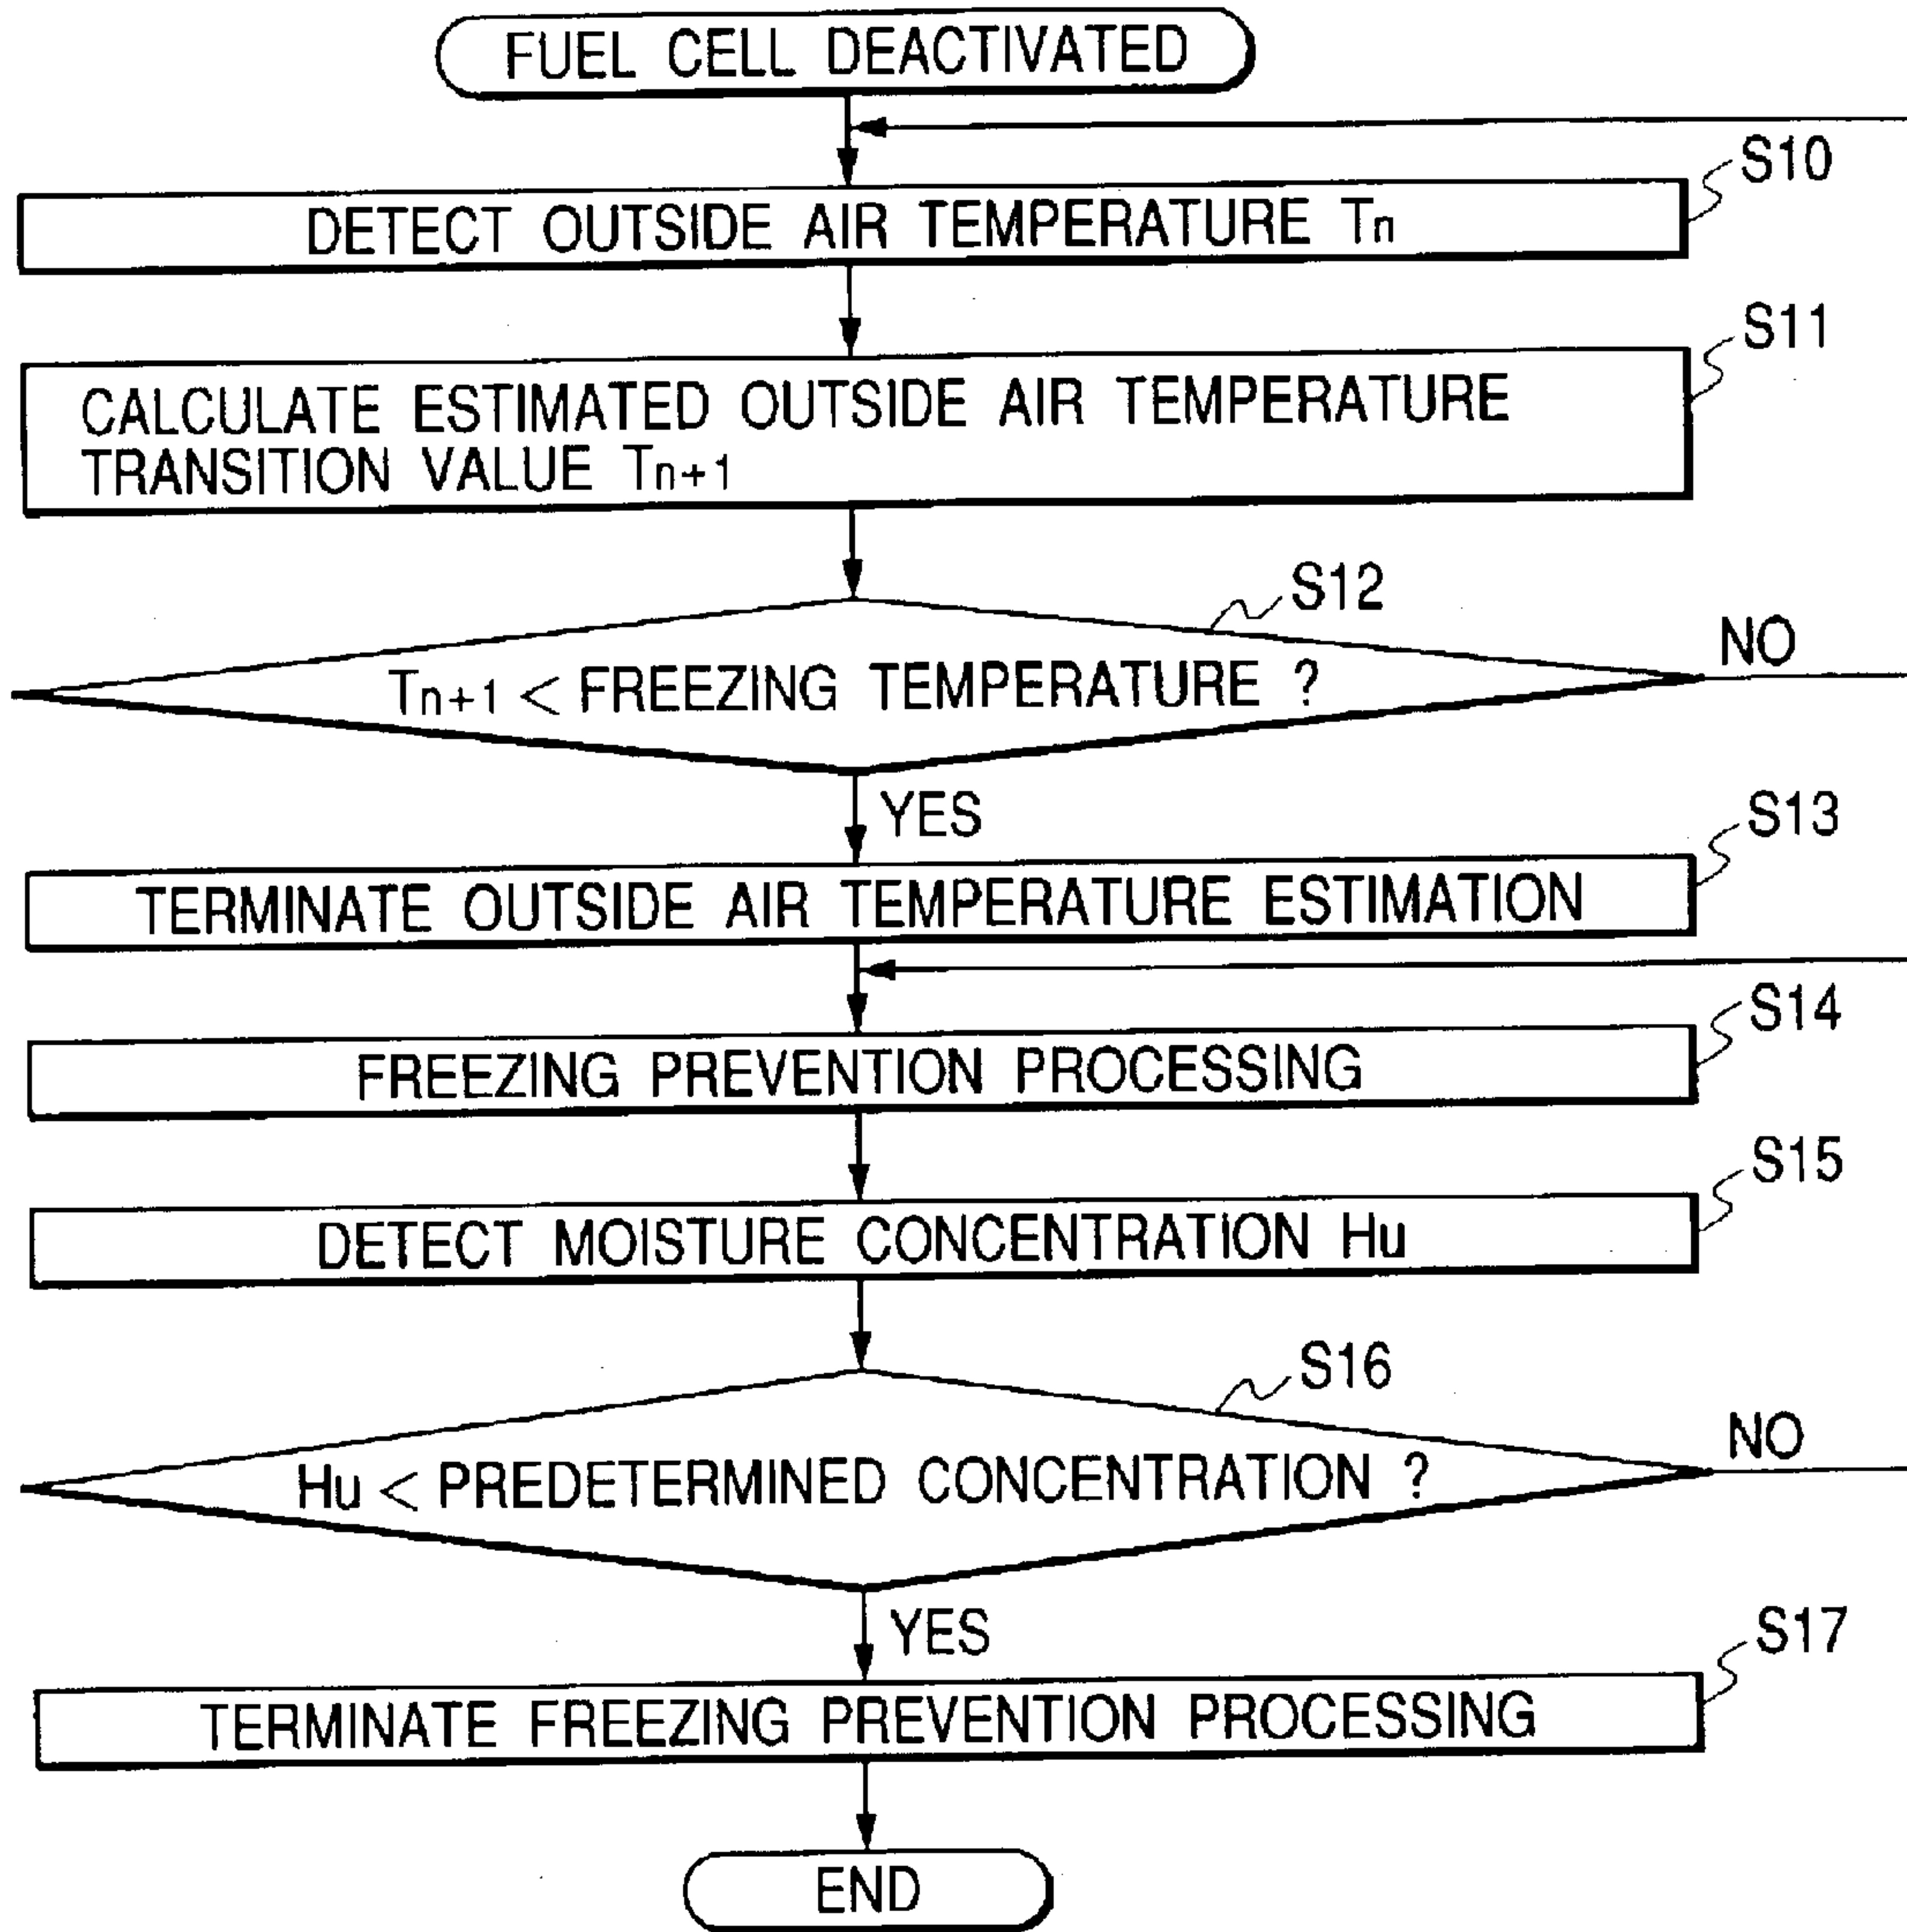 FUEL CELL DEACTIVATED
S10
DETECT OUTSIDE AIR TEMPERATURE Tn
S11
CALCULATE ESTIMATED OUTSIDE AIR TEMPERATURE
TRANSITION VALUE Tn+1
S12
Tn+1 < FREEZING TEMPERATURE ?
NO
YES
S13
TERMINATE OUTSIDE AIR TEMPERATURE ESTIMATION
S14
FREEZING PREVENTION PROCESSING
S15
DETECT MOISTURE CONCENTRATION Hu
S16
Hu < PREDETERMINED CONCENTRATION ?
NO
YES
S17
TERMINATE FREEZING PREVENTION PROCESSING
END